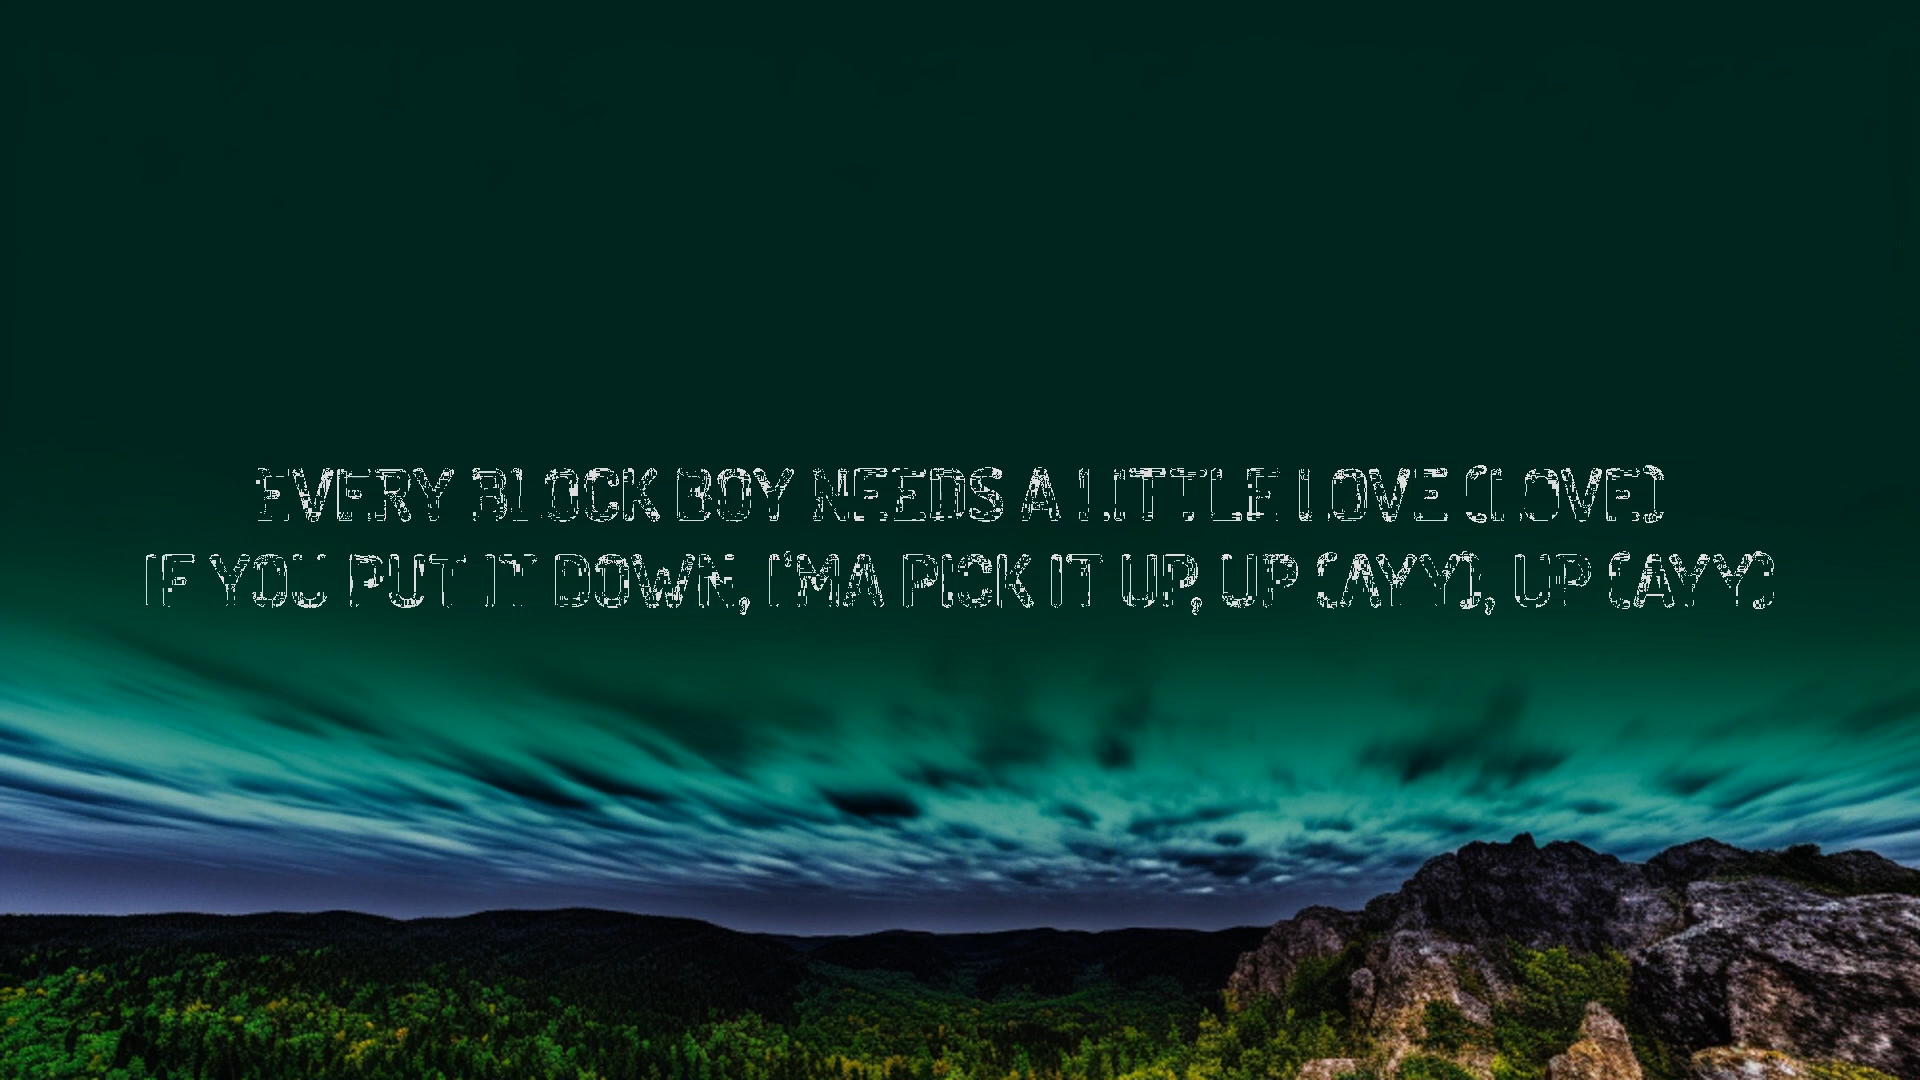 EVERY BLOCK BOY NEEDS A LITTLE LOVE (LOVE)
IF YOU PUT IT DOWN, I'MA PICK IT UP, UP (AYY), UP (AYY)